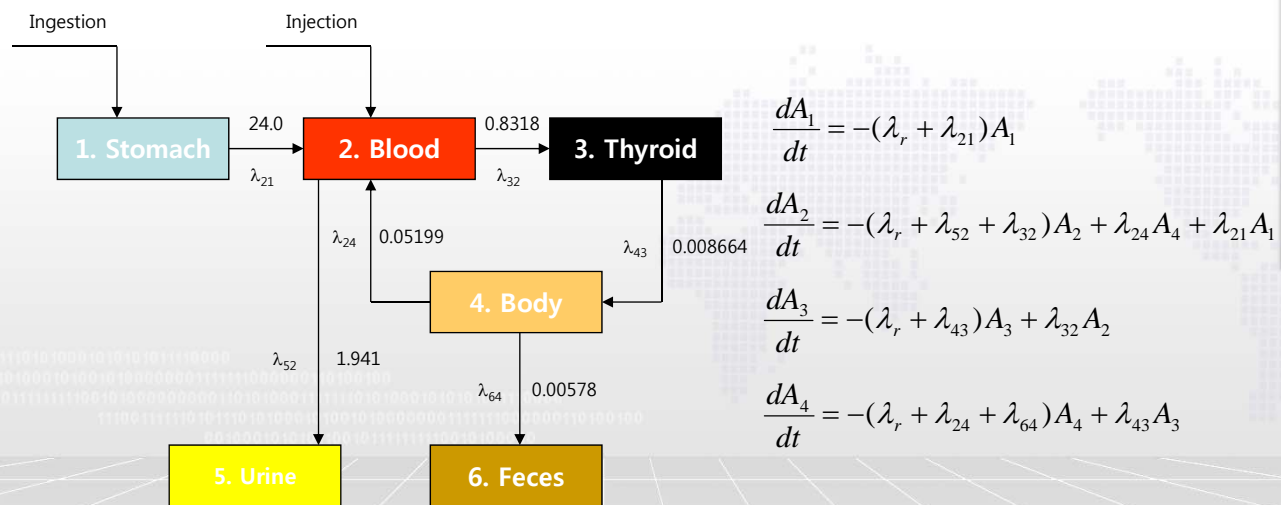 Ingestion
Injection
24.0
0.8318
1. Stomach
2. Blood
3. Thyroid
λ21
λ32
λ24
0.05199
λ43
0.008664
4. Body
λ52
1.941
λ64
0.00578
5. Urine
6. Feces
dA₁/dt = −(λᵣ + λ₂₁)A₁
dA₂/dt = −(λᵣ + λ₅₂ + λ₃₂)A₂ + λ₂₄A₄ + λ₂₁A₁
dA₃/dt = −(λᵣ + λ₄₃)A₃ + λ₃₂A₂
dA₄/dt = −(λᵣ + λ₂₄ + λ₆₄)A₄ + λ₄₃A₃